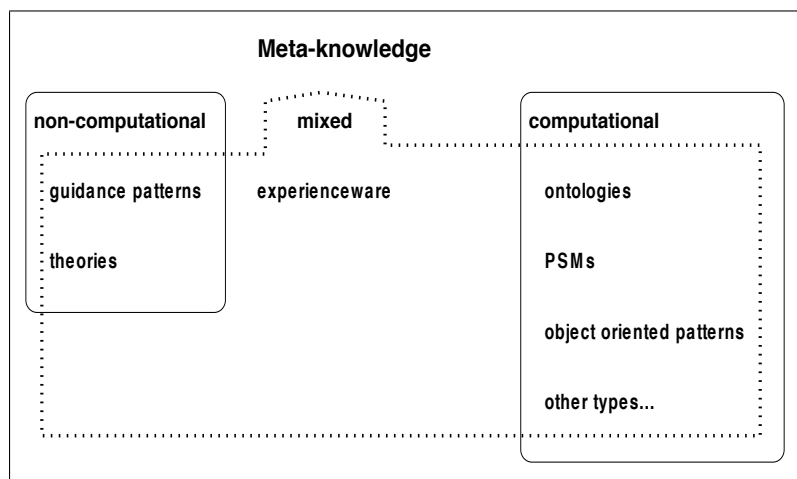 Meta-knowledge
non-computational
mixed
computational
guidance patterns
experienceware
ontologies
theories
PSMs
object oriented patterns
other types...